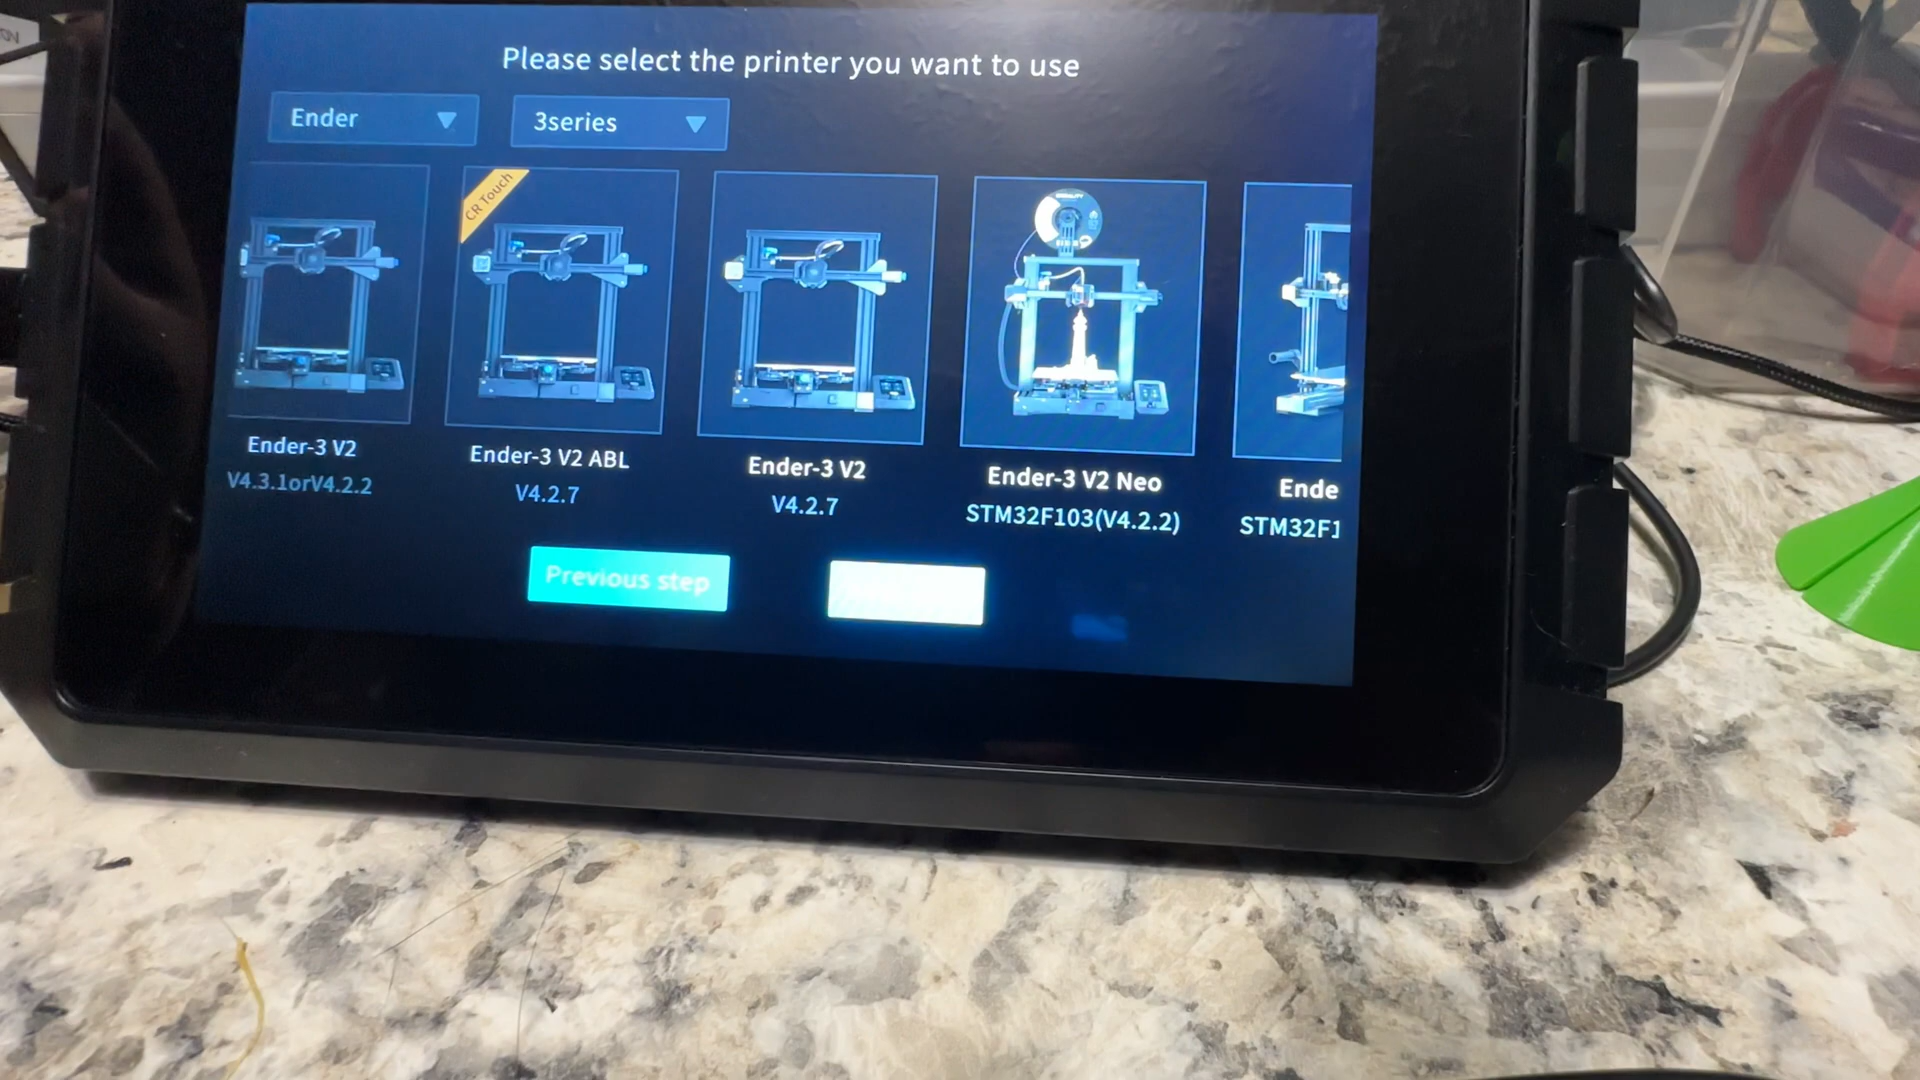 Please select the printer you want to use
Ender
3series
CR Touch
Ender-3 V2
V4.3.1orV4.2.2
Ender-3 V2 ABL
V4.2.7
Ender-3 V2
V4.2.7
Ender-3 V2 Neo
STM32F103(V4.2.2)
Ende
STM32F1
Previous step